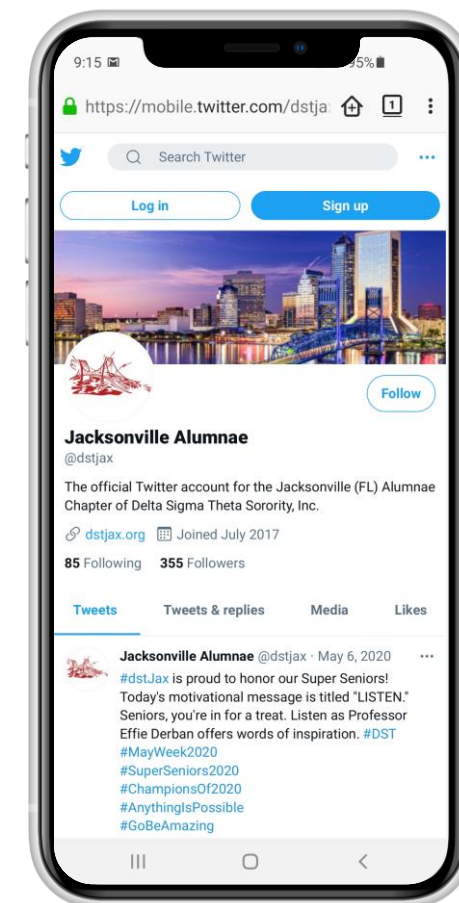 9:15
95%
https://mobile.twitter.com/dstja
1
Search Twitter
Log in
Sign up
Follow
Jacksonville Alumnae
@dstjax
The official Twitter account for the Jacksonville (FL) Alumnae
Chapter of Delta Sigma Theta Sorority, Inc.
dstjax.org Joined July 2017
85 Following 355 Followers
Tweets Tweets & replies Media Likes
Jacksonville Alumnae @dstjax · May 6, 2020
#dstJax is proud to honor our Super Seniors!
Today's motivational message is titled "LISTEN."
Seniors, you're in for a treat. Listen as Professor
Effie Derban offers words of inspiration. #DST
#MayWeek2020
#SuperSeniors2020
#ChampionsOf2020
#AnythingIsPossible
#GoBeAmazing